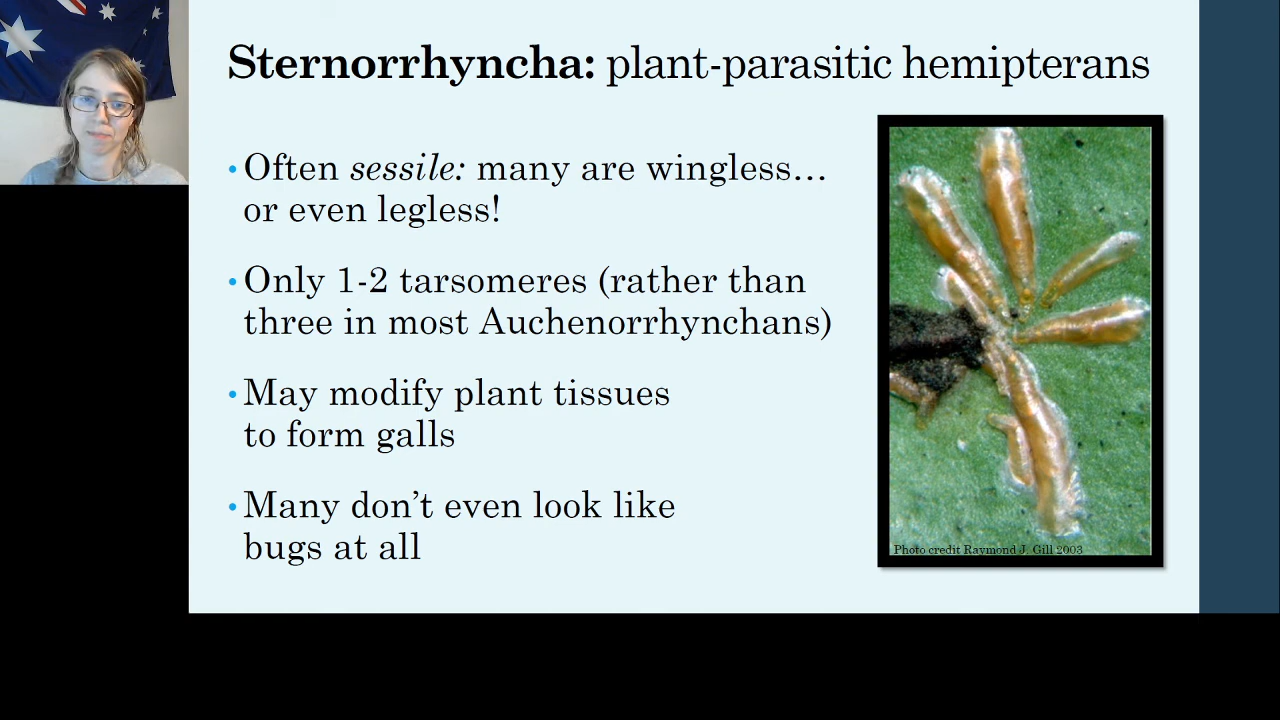 Sternorrhyncha: plant-parasitic hemipterans
• Often sessile: many are wingless…
or even legless!
• Only 1-2 tarsomeres (rather than
three in most Auchenorrhynchans)
• May modify plant tissues
to form galls
• Many don’t even look like
bugs at all
Photo credit Raymond J. Gill 2003